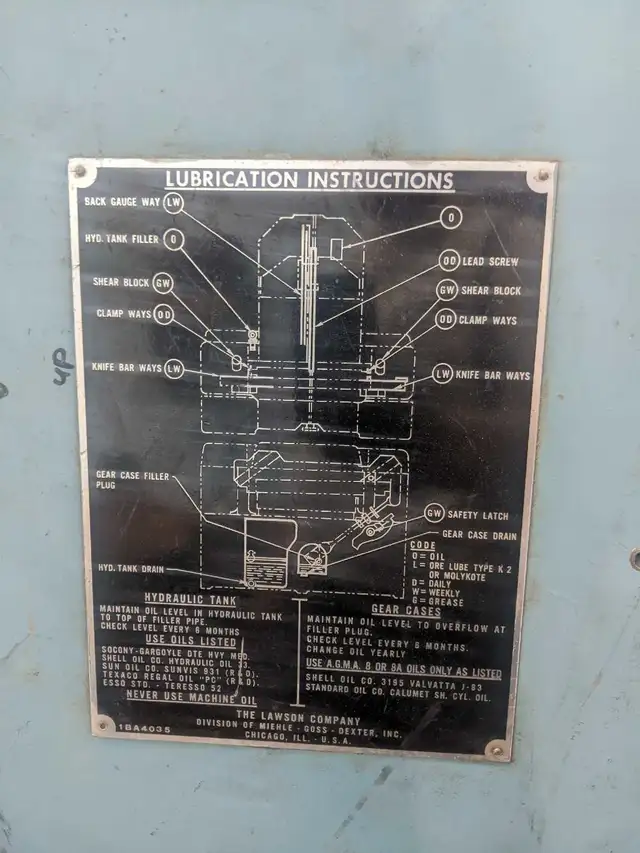 LUBRICATION INSTRUCTIONS
BACK GAUGE WAY LW
O
HYD. TANK FILLER O
OD LEAD SCREW
SHEAR BLOCK GW
GW SHEAR BLOCK
CLAMP WAYS OD
OD CLAMP WAYS
KNIFE BAR WAYS LW
LW KNIFE BAR WAYS
GEAR CASE FILLER
PLUG
GW SAFETY LATCH
GEAR CASE DRAIN
HYD. TANK DRAIN
CODE
O = OIL
L = ORE LUBE TYPE K 2
OR MOLYKOTE
D = DAILY
W = WEEKLY
G = GREASE
HYDRAULIC TANK
MAINTAIN OIL LEVEL IN HYDRAULIC TANK
TO TOP OF FILLER PIPE.
CHECK LEVEL EVERY 6 MONTHS
USE OILS LISTED
SOCONY-GARGOYLE DTE HVY MED.
SHELL OIL CO. HYDRAULIC OIL 33.
SUN OIL CO. SUNVIS 931 (R&D).
TEXACO REGAL OIL "PC" (R&D).
ESSO STD. - TERESSO 52
NEVER USE MACHINE OIL
GEAR CASES
MAINTAIN OIL LEVEL TO OVERFLOW AT
FILLER PLUG.
CHECK LEVEL EVERY 6 MONTHS.
CHANGE OIL YEARLY
USE A.G.M.A. 8 OR 8A OILS ONLY AS LISTED
SHELL OIL CO. 3195 VALVATTA J-83
STANDARD OIL CO. CALUMET SH. CYL. OIL.
THE LAWSON COMPANY
DIVISION OF MIEHLE - GOSS - DEXTER, INC.
CHICAGO, ILL. - U.S.A.
18A4035